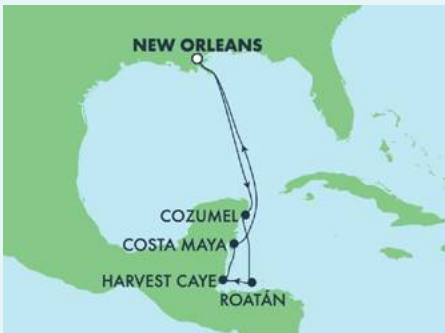 NEW ORLEANS
COZUMEL
COSTA MAYA
HARVEST CAYE
ROATÁN